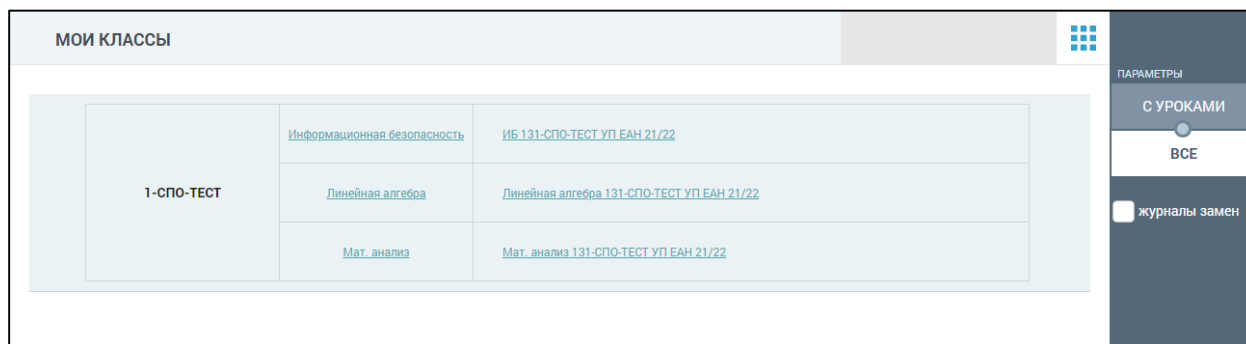 МОИ КЛАССЫ
ПАРАМЕТРЫ
С УРОКАМИ
ВСЕ
журналы замен
1-СПО-ТЕСТ
Информационная безопасность
ИБ 131-СПО-ТЕСТ УП ЕАН 21/22
Линейная алгебра
Линейная алгебра 131-СПО-ТЕСТ УП ЕАН 21/22
Мат. анализ
Мат. анализ 131-СПО-ТЕСТ УП ЕАН 21/22